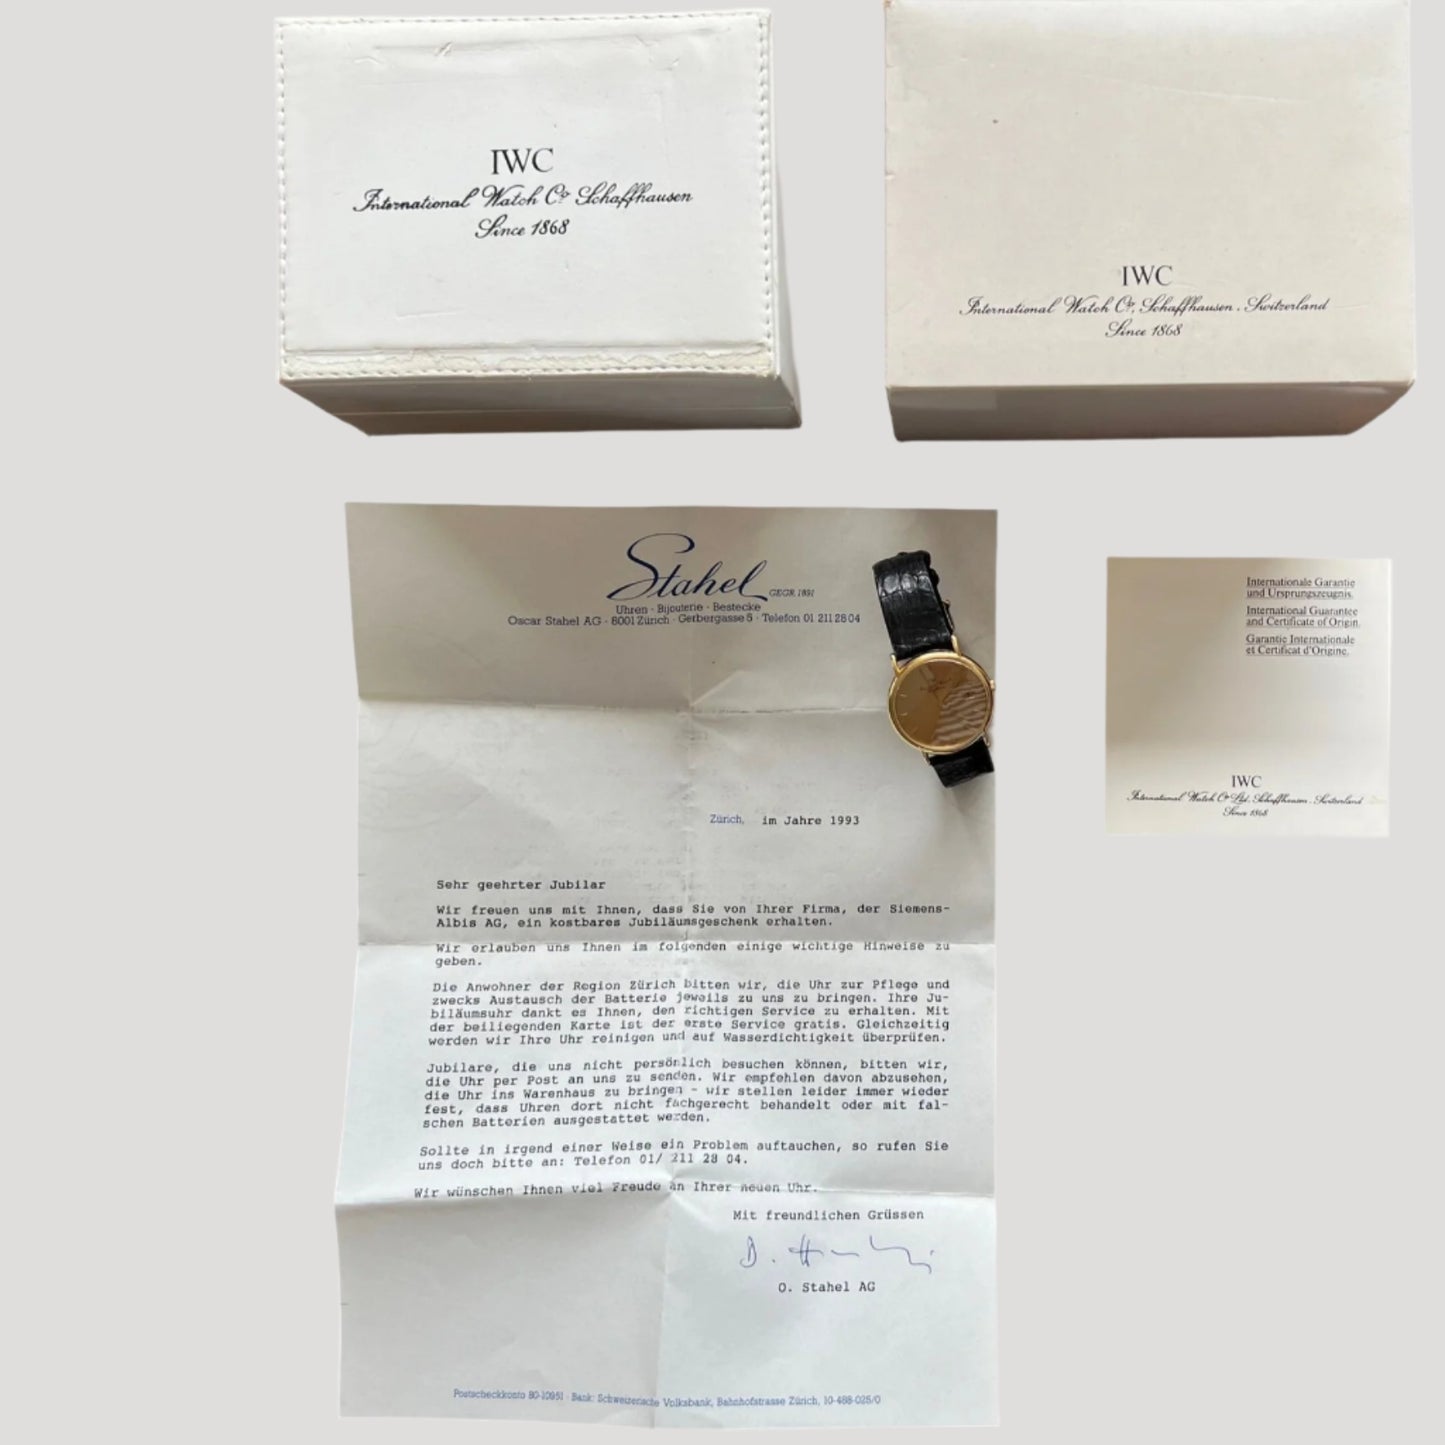 IWC
International Watch Co Schaffhausen
Since 1868
IWC
International Watch Co, Schaffhausen . Switzerland
Since 1868
Stahel GEGR. 1891
Uhren · Bijouterie · Bestecke
Oscar Stahel AG · 8001 Zürich · Gerbergasse 5 · Telefon 01 211 28 04
Zürich, im Jahre 1993
Sehr geehrter Jubilar
Wir freuen uns mit Ihnen, dass Sie von Ihrer Firma, der Siemens-
Albis AG, ein kostbares Jubiläumsgeschenk erhalten.
Wir erlauben uns Ihnen im folgenden einige wichtige Hinweise zu
geben.
Die Anwohner der Region Zürich bitten wir, die Uhr zur Pflege und
zwecks Austausch der Batterie jeweils zu uns zu bringen. Ihre Ju-
biläumsuhr dankt es Ihnen, den richtigen Service zu erhalten. Mit
der beiliegenden Karte ist der erste Service gratis. Gleichzeitig
werden wir Ihre Uhr reinigen und auf Wasserdichtigkeit überprüfen.
Jubilare, die uns nicht persönlich besuchen können, bitten wir,
die Uhr per Post an uns zu senden. Wir empfehlen davon abzusehen,
die Uhr ins Warenhaus zu bringen - wir stellen leider immer wieder
fest, dass Uhren dort nicht fachgerecht behandelt oder mit fal-
schen Batterien ausgestattet werden.
Sollte in irgend einer Weise ein Problem auftauchen, so rufen Sie
uns doch bitte an: Telefon 01/ 211 28 04.
Wir wünschen Ihnen viel Freude an Ihrer neuen Uhr.
Mit freundlichen Grüssen
O. Stahel AG
Postscheckkonto 80-10951 · Bank: Schweizerische Volksbank, Bahnhofstrasse Zürich, 10-488-025/0
Internationale Garantie
und Ursprungszeugnis.
International Guarantee
and Certificate of Origin.
Garantie Internationale
et Certificat d'Origine.
IWC
International Watch Co Ltd. Schaffhausen . Switzerland
Since 1868